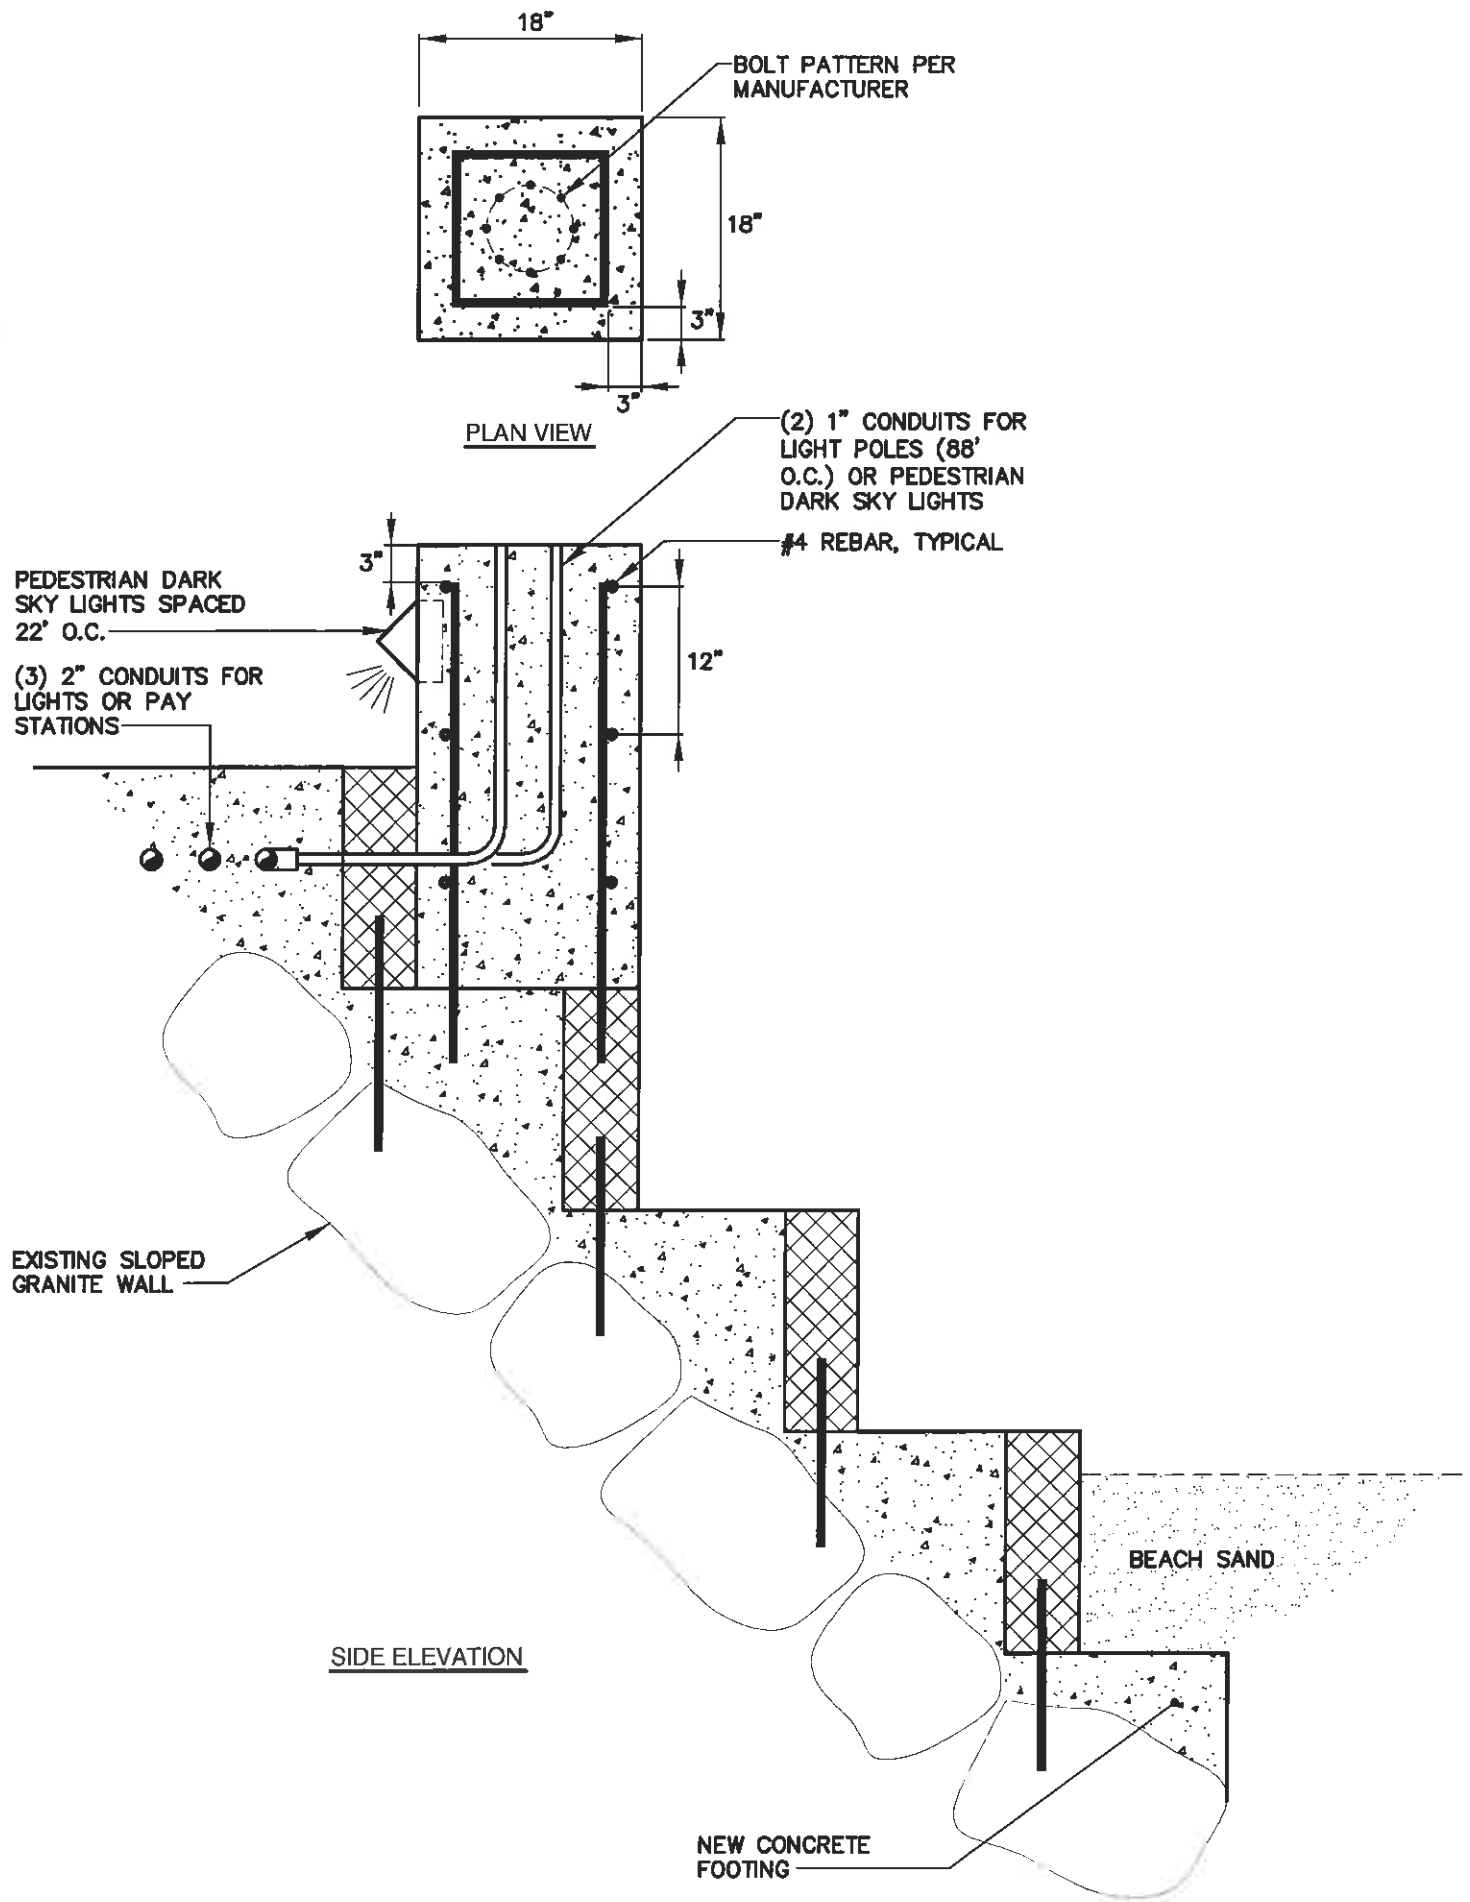 18"
BOLT PATTERN PER
MANUFACTURER
18"
3"
3"
PLAN VIEW
(2) 1" CONDUITS FOR
LIGHT POLES (88'
O.C.) OR PEDESTRIAN
DARK SKY LIGHTS
#4 REBAR, TYPICAL
3"
PEDESTRIAN DARK
SKY LIGHTS SPACED
22' O.C.
12"
(3) 2" CONDUITS FOR
LIGHTS OR PAY
STATIONS
EXISTING SLOPED
GRANITE WALL
BEACH SAND
SIDE ELEVATION
NEW CONCRETE
FOOTING